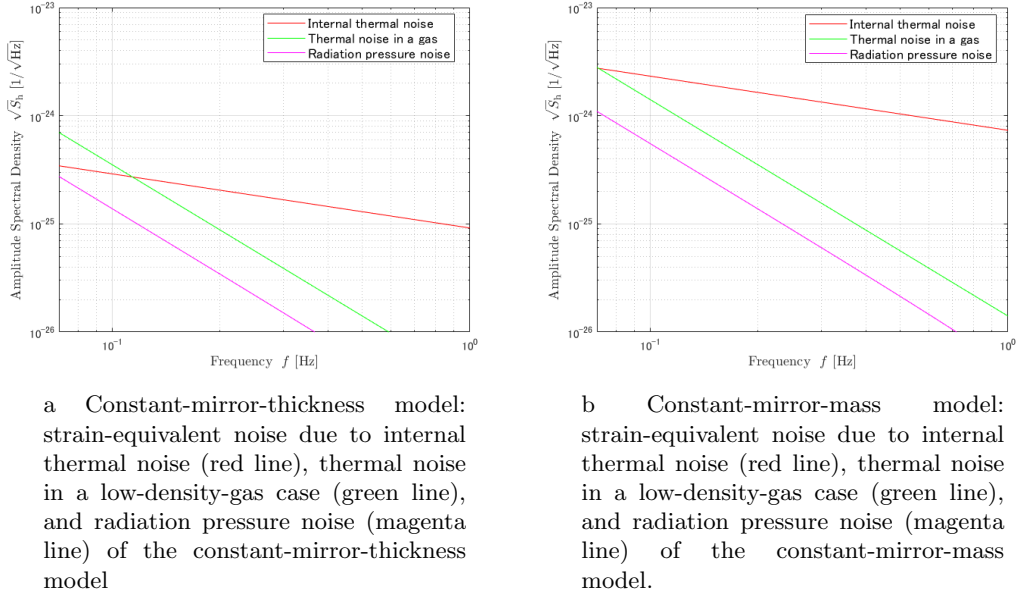 10⁻²³
Internal thermal noise
Thermal noise in a gas
Radiation pressure noise
10⁻²⁴
10⁻²⁵
10⁻²⁶
Amplitude Spectral Density √Sh [1/√Hz]
10⁻¹
10⁰
Frequency f [Hz]
a Constant-mirror-thickness model:
strain-equivalent noise due to internal
thermal noise (red line), thermal noise
in a low-density-gas case (green line),
and radiation pressure noise (magenta
line) of the constant-mirror-thickness
model
10⁻²³
Internal thermal noise
Thermal noise in a gas
Radiation pressure noise
10⁻²⁴
10⁻²⁵
10⁻²⁶
Amplitude Spectral Density √Sh [1/√Hz]
10⁻¹
10⁰
Frequency f [Hz]
b Constant-mirror-mass model:
strain-equivalent noise due to internal
thermal noise (red line), thermal noise
in a low-density-gas case (green line),
and radiation pressure noise (magenta
line) of the constant-mirror-mass
model.